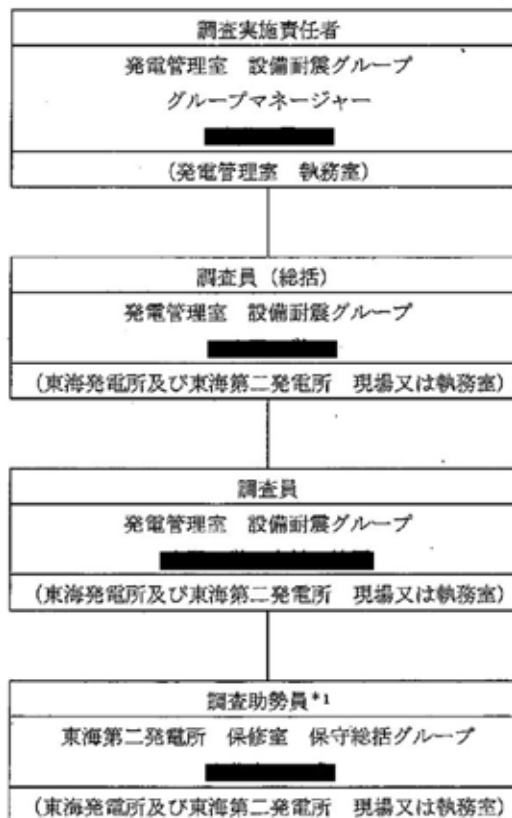 調査実施責任者
発電管理室 設備耐震グループ
グループマネージャー
(発電管理室 執務室)
調査員（総括）
発電管理室 設備耐震グループ
(東海発電所及び東海第二発電所 現場又は執務室)
調査員
発電管理室 設備耐震グループ
(東海発電所及び東海第二発電所 現場又は執務室)
調査助勢員*1
東海第二発電所 保修室 保守総括グループ
(東海発電所及び東海第二発電所 現場又は執務室)